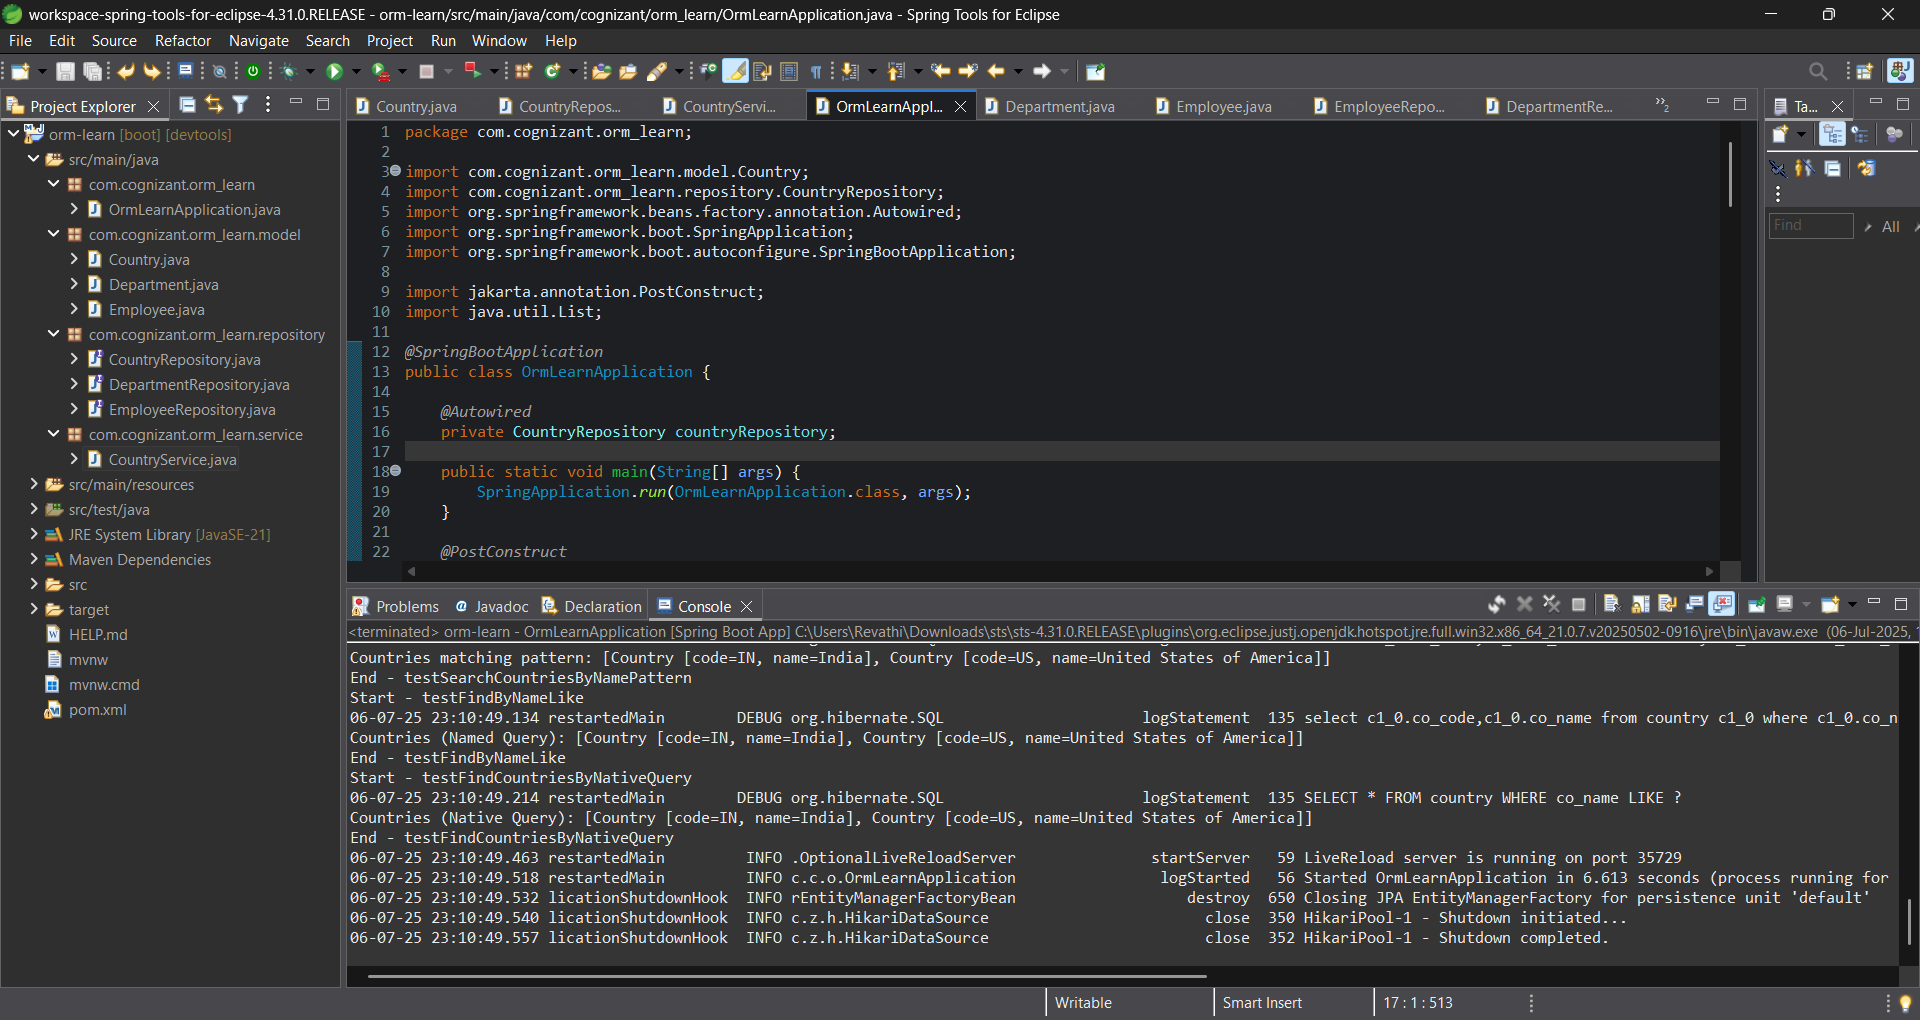 workspace-spring-tools-for-eclipse-4.31.0.RELEASE - orm-learn/src/main/java/com/cognizant/orm_learn/OrmLearnApplication.java - Spring Tools for Eclipse
File Edit Source Refactor Navigate Search Project Run Window Help
Project Explorer
orm-learn [boot] [devtools]
src/main/java
com.cognizant.orm_learn
OrmLearnApplication.java
com.cognizant.orm_learn.model
Country.java
Department.java
Employee.java
com.cognizant.orm_learn.repository
CountryRepository.java
DepartmentRepository.java
EmployeeRepository.java
com.cognizant.orm_learn.service
CountryService.java
src/main/resources
src/test/java
JRE System Library [JavaSE-21]
Maven Dependencies
src
target
HELP.md
mvnw
mvnw.cmd
pom.xml
Country.java CountryRepos... CountryServi... OrmLearnAppl... Department.java Employee.java EmployeeRepo... DepartmentRe... »2
1 package com.cognizant.orm_learn;
2
3 import com.cognizant.orm_learn.model.Country;
4 import com.cognizant.orm_learn.repository.CountryRepository;
5 import org.springframework.beans.factory.annotation.Autowired;
6 import org.springframework.boot.SpringApplication;
7 import org.springframework.boot.autoconfigure.SpringBootApplication;
8
9 import jakarta.annotation.PostConstruct;
10 import java.util.List;
11
12 @SpringBootApplication
13 public class OrmLearnApplication {
14
15 @Autowired
16 private CountryRepository countryRepository;
17
18 public static void main(String[] args) {
19 SpringApplication.run(OrmLearnApplication.class, args);
20 }
21
22 @PostConstruct
Ta...
Find
All
Problems Javadoc Declaration Console
<terminated> orm-learn - OrmLearnApplication [Spring Boot App] C:\Users\Revathi\Downloads\sts\sts-4.31.0.RELEASE\plugins\org.eclipse.justj.openjdk.hotspot.jre.full.win32.x86_64_21.0.7.v20250502-0916\jre\bin\javaw.exe (06-Jul-2025,
Countries matching pattern: [Country [code=IN, name=India], Country [code=US, name=United States of America]]
End - testSearchCountriesByNamePattern
Start - testFindByNameLike
06-07-25 23:10:49.134 restartedMain DEBUG org.hibernate.SQL logStatement 135 select c1_0.co_code,c1_0.co_name from country c1_0 where c1_0.co_n
Countries (Named Query): [Country [code=IN, name=India], Country [code=US, name=United States of America]]
End - testFindByNameLike
Start - testFindCountriesByNativeQuery
06-07-25 23:10:49.214 restartedMain DEBUG org.hibernate.SQL logStatement 135 SELECT * FROM country WHERE co_name LIKE ?
Countries (Native Query): [Country [code=IN, name=India], Country [code=US, name=United States of America]]
End - testFindCountriesByNativeQuery
06-07-25 23:10:49.463 restartedMain INFO .OptionalLiveReloadServer startServer 59 LiveReload server is running on port 35729
06-07-25 23:10:49.518 restartedMain INFO c.c.o.OrmLearnApplication logStarted 56 Started OrmLearnApplication in 6.613 seconds (process running for
06-07-25 23:10:49.532 licationShutdownHook INFO rEntityManagerFactoryBean destroy 650 Closing JPA EntityManagerFactory for persistence unit 'default'
06-07-25 23:10:49.540 licationShutdownHook INFO c.z.h.HikariDataSource close 350 HikariPool-1 - Shutdown initiated...
06-07-25 23:10:49.557 licationShutdownHook INFO c.z.h.HikariDataSource close 352 HikariPool-1 - Shutdown completed.
Writable Smart Insert 17 : 1 : 513